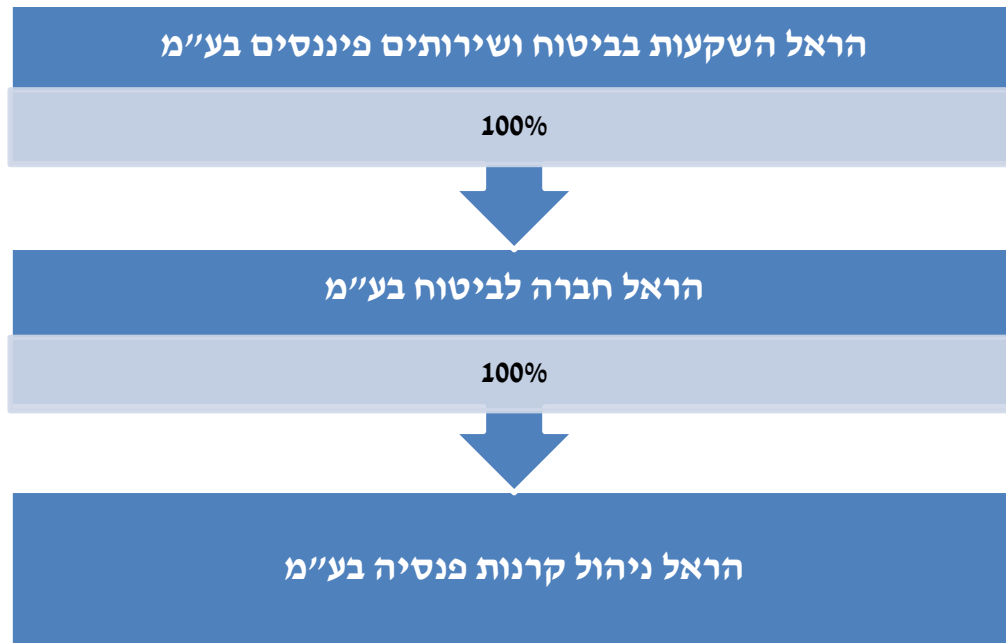 הראל השקעות בביטוח ושירותים פיננסים בע״מ
100%
הראל חברה לביטוח בע״מ
100%
הראל ניהול קרנות פנסיה בע״מ